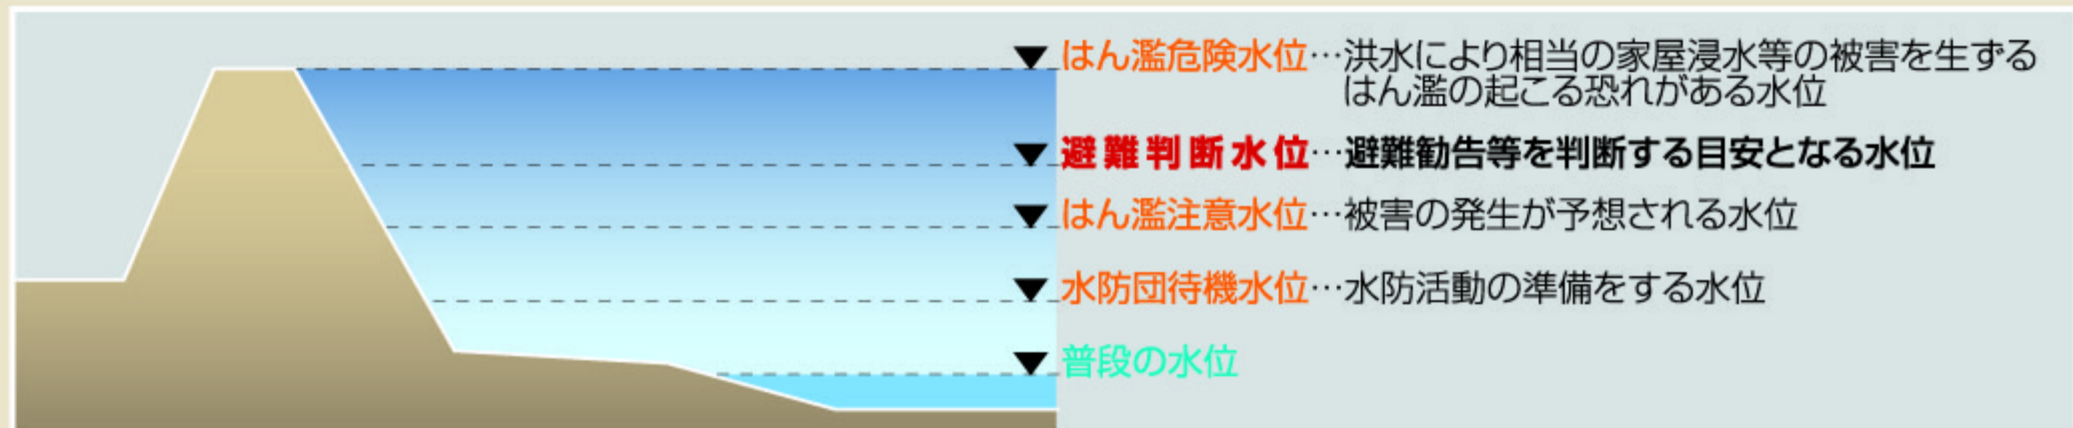 ▼はん濫危険水位…洪水により相当の家屋浸水等の被害を生ずる
はん濫の起こる恐れがある水位
▼避難判断水位…避難勧告等を判断する目安となる水位
▼はん濫注意水位…被害の発生が予想される水位
▼水防団待機水位…水防活動の準備をする水位
▼普段の水位